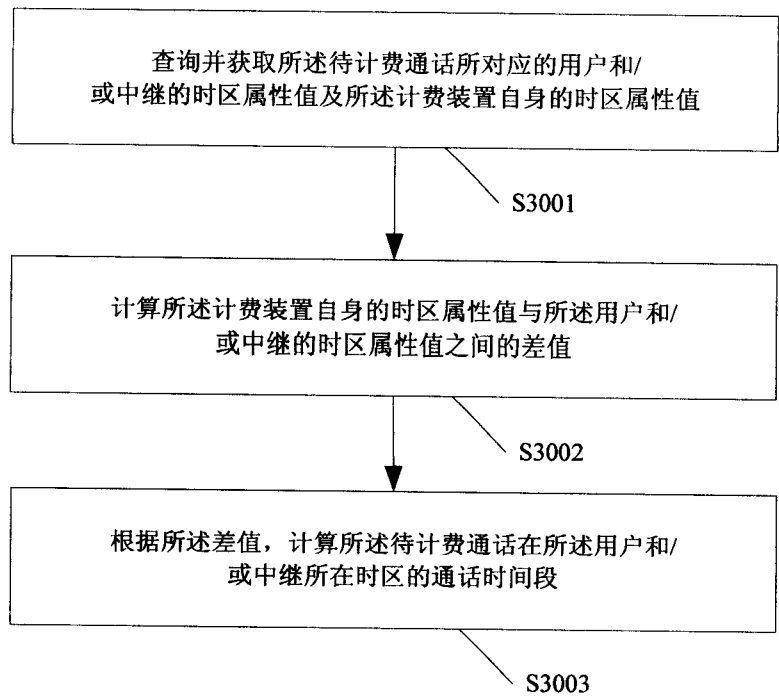 查询并获取所述待计费通话所对应的用户和/
或中继的时区属性值及所述计费装置自身的时区属性值
S3001
计算所述计费装置自身的时区属性值与所述用户和/
或中继的时区属性值之间的差值
S3002
根据所述差值，计算所述待计费通话在所述用户和/
或中继所在时区的通话时间段
S3003